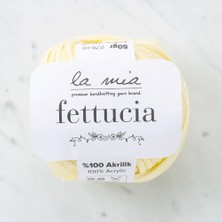 50gr
la mia
premium handknitting yarn brand
fettucia
%100 Akrilik
100% Acrylic